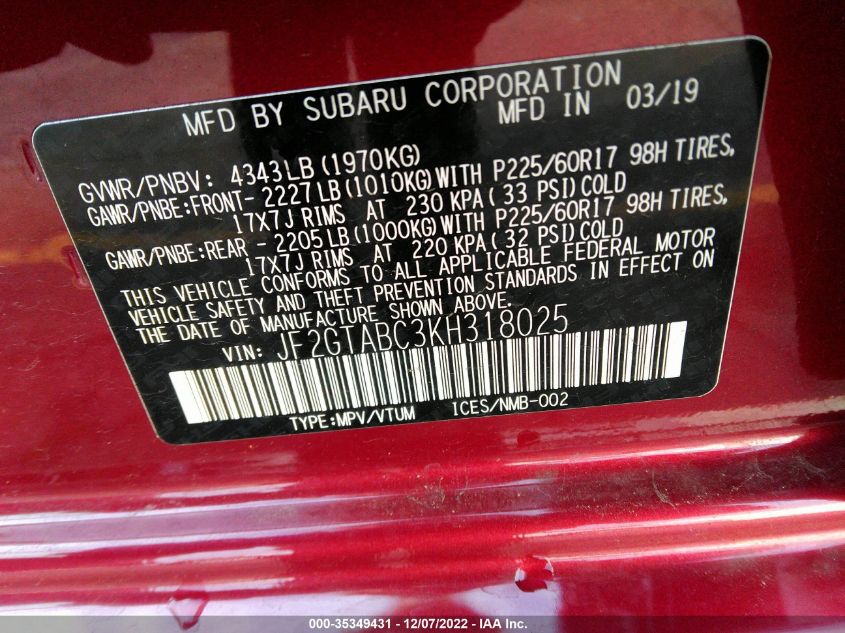 MFD BY SUBARU CORPORATION
MFD IN 03/19
GVWR/PNBV: 4343LB(1970KG)
GAWR/PNBE:FRONT- 2227LB(1010KG)WITH P225/60R17 98H TIRES,
17X7J RIMS AT 230 KPA( 33 PSI)COLD
GAWR/PNBE:REAR - 2205LB(1000KG)WITH P225/60R17 98H TIRES,
17X7J RIMS AT 220 KPA( 32 PSI)COLD
THIS VEHICLE CONFORMS TO ALL APPLICABLE FEDERAL MOTOR
VEHICLE SAFETY AND THEFT PREVENTION STANDARDS IN EFFECT ON
THE DATE OF MANUFACTURE SHOWN ABOVE.
VIN: JF2GTABC3KH318025
TYPE:MPV/VTUM ICES/NMB-002
000-35349431 - 12/07/2022 - IAA Inc.